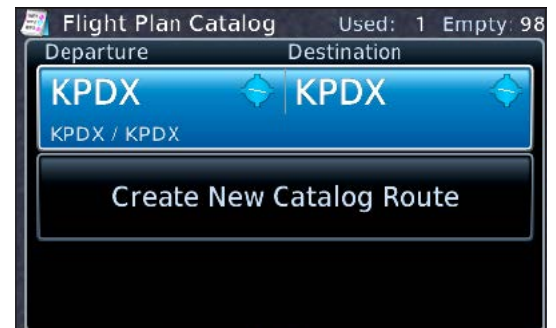 Flight Plan Catalog Used: 1 Empty: 98
Departure Destination
KPDX KPDX
KPDX / KPDX
Create New Catalog Route